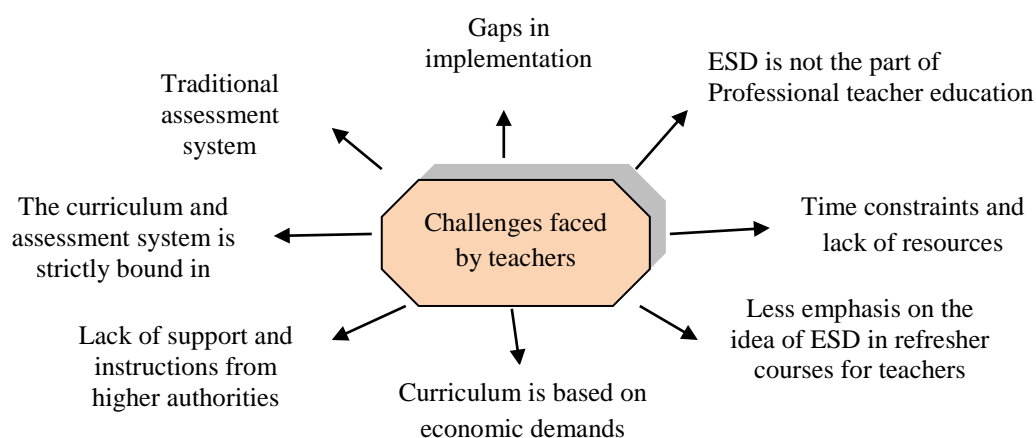 Gaps in
implementation
ESD is not the part of
Professional teacher education
Traditional
assessment
system
The curriculum and
assessment system is
strictly bound in
Challenges faced
by teachers
Time constraints and
lack of resources
Lack of support and
instructions from
higher authorities
Less emphasis on the
idea of ESD in refresher
courses for teachers
Curriculum is based on
economic demands